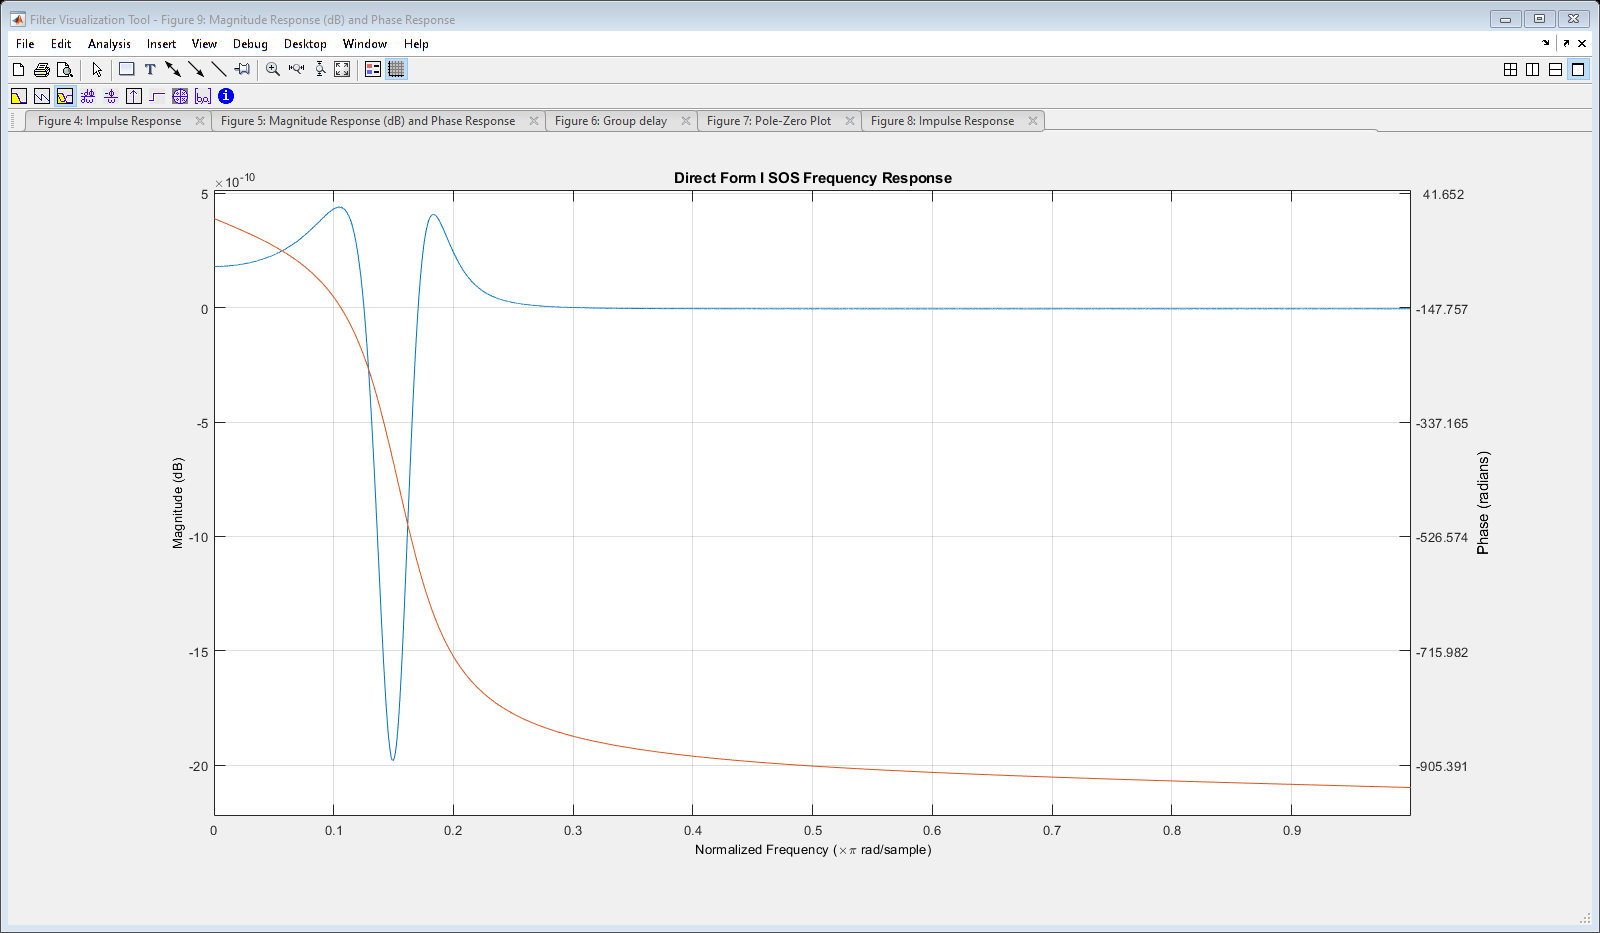 Filter Visualization Tool - Figure 9: Magnitude Response (dB) and Phase Response
File Edit Analysis Insert View Debug Desktop Window Help
Figure 4: Impulse Response Figure 5: Magnitude Response (dB) and Phase Response Figure 6: Group delay Figure 7: Pole-Zero Plot Figure 8: Impulse Response
Direct Form I SOS Frequency Response
×10^-10
5
0
-5
-10
-15
-20
Magnitude (dB)
41.652
-147.757
-337.165
-526.574
-715.982
-905.391
Phase (radians)
0 0.1 0.2 0.3 0.4 0.5 0.6 0.7 0.8 0.9
Normalized Frequency (×π rad/sample)